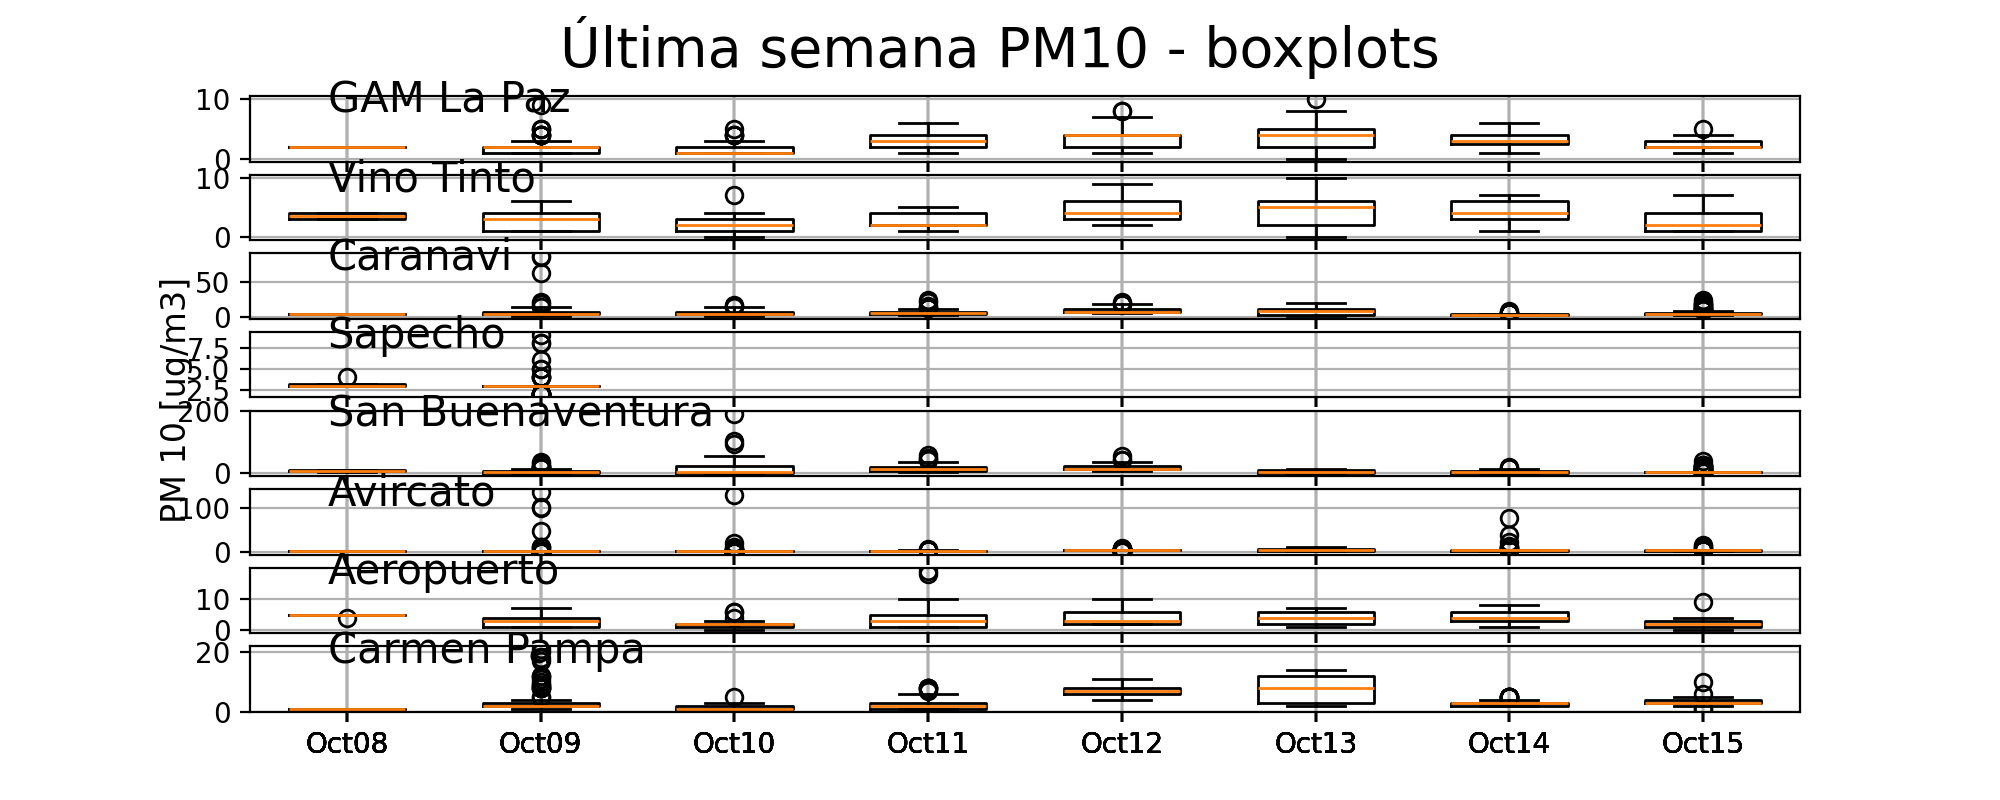 Última semana PM10 - boxplots
GAM La Paz
10
0
Vino Tinto
10
0
Caranavi
50
0
Sapecho
7.5
5.0
2.5
San Buenaventura
200
0
Avircato
100
0
Aeropuerto
10
0
Carmen Pampa
20
0
PM 10 [ug/m3]
Oct08 Oct09 Oct10 Oct11 Oct12 Oct13 Oct14 Oct15